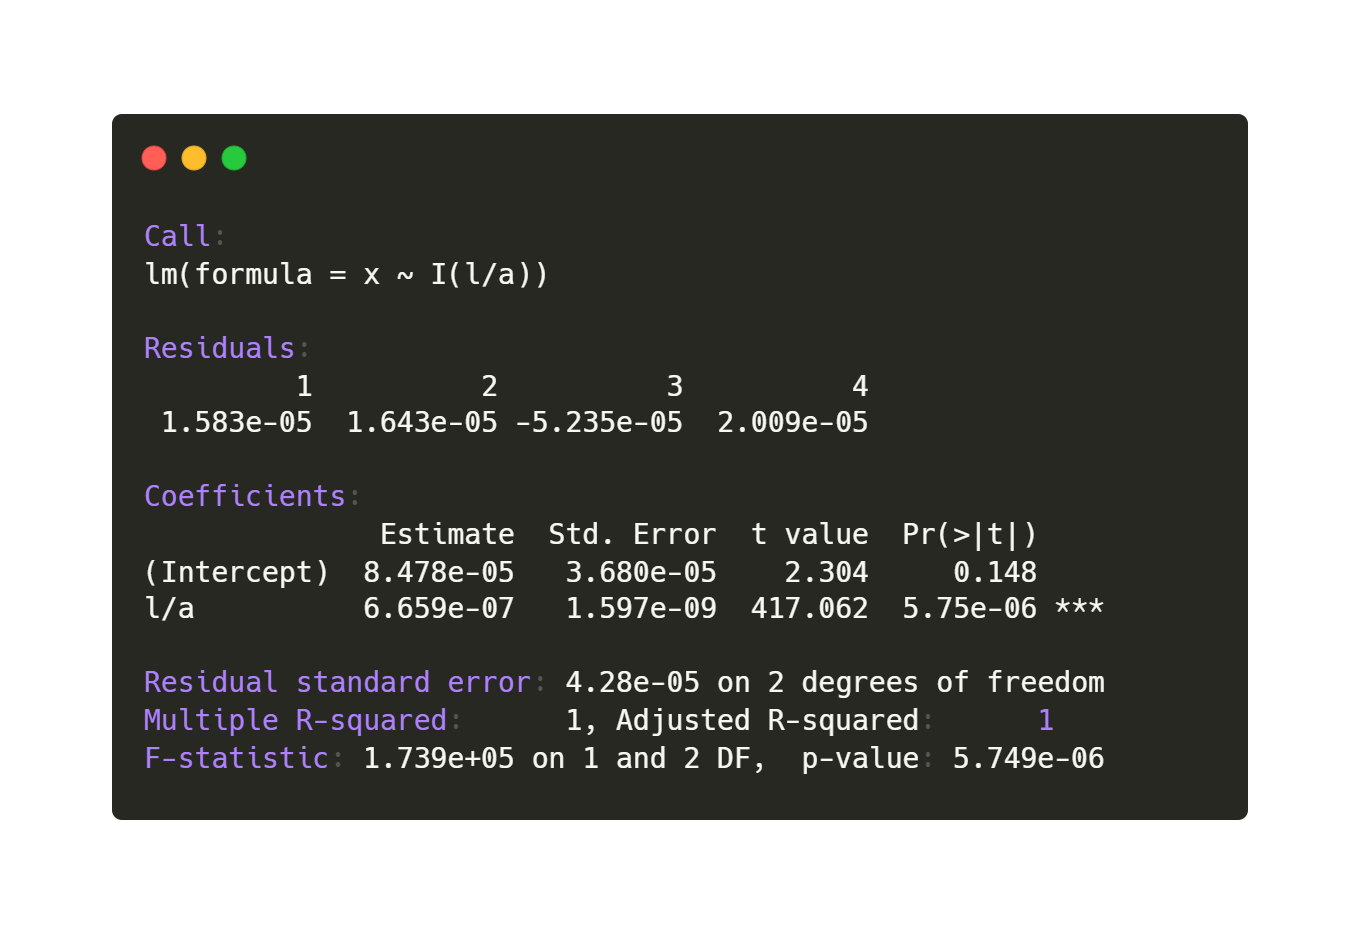 Call:
lm(formula = x ~ I(l/a))
Residuals:
1 2 3 4
1.583e-05 1.643e-05 -5.235e-05 2.009e-05
Coefficients:
Estimate Std. Error t value Pr(>|t|)
(Intercept) 8.478e-05 3.680e-05 2.304 0.148
l/a 6.659e-07 1.597e-09 417.062 5.75e-06 ***
Residual standard error: 4.28e-05 on 2 degrees of freedom
Multiple R-squared: 1, Adjusted R-squared: 1
F-statistic: 1.739e+05 on 1 and 2 DF, p-value: 5.749e-06